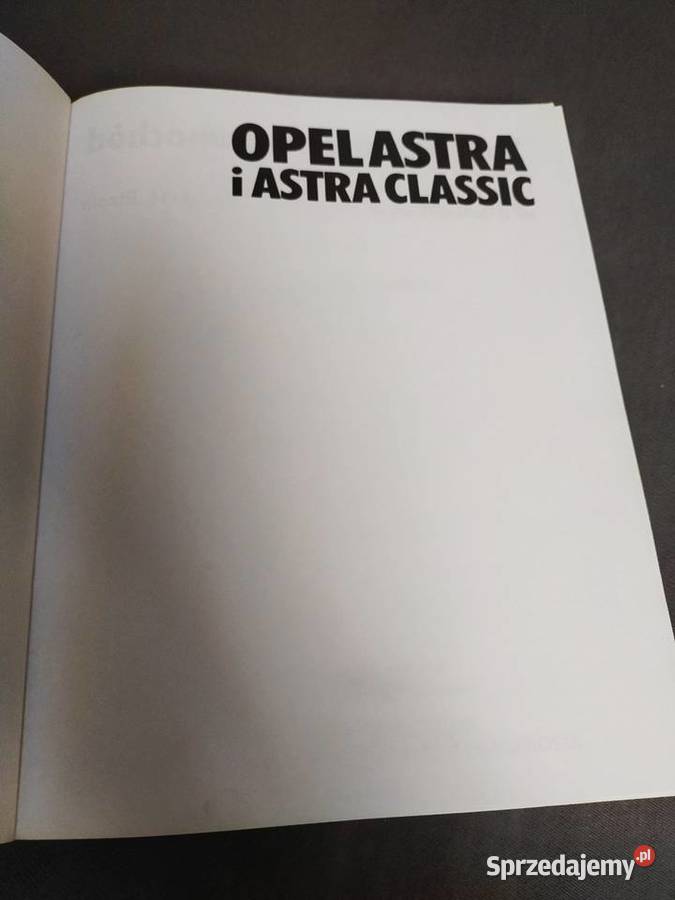 OPEL ASTRA
i ASTRA CLASSIC
Sprzedajemy.pl